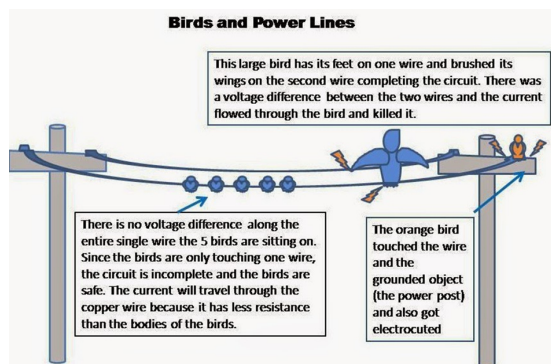 Birds and Power Lines
This large bird has its feet on one wire and brushed its
wings on the second wire completing the circuit. There was
a voltage difference between the two wires and the current
flowed through the bird and killed it.
There is no voltage difference along the
entire single wire the 5 birds are sitting on.
Since the birds are only touching one wire,
the circuit is incomplete and the birds are
safe. The current will travel through the
copper wire because it has less resistance
than the bodies of the birds.
The orange bird
touched the wire
and the
grounded object
(the power post)
and also got
electrocuted